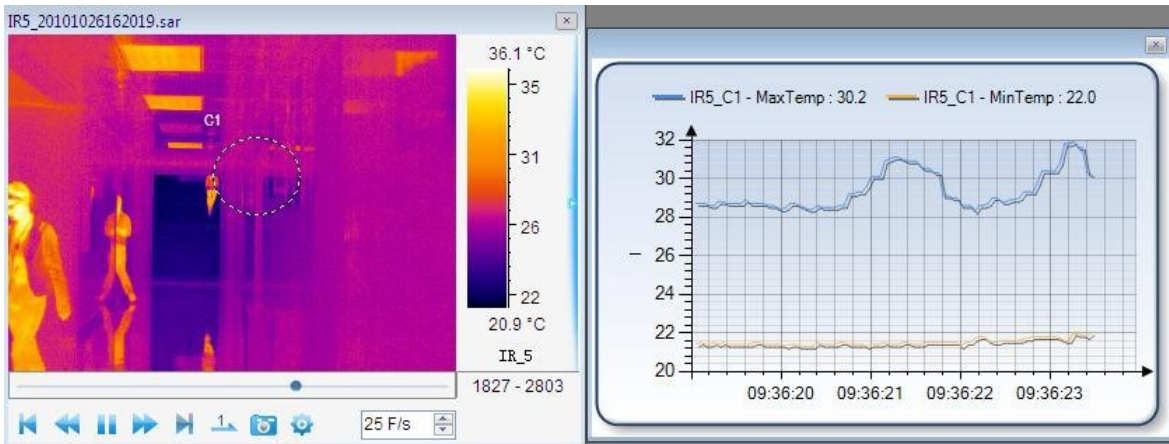 IR5_20101026162019.sar
C1
36.1 °C
35
31
26
22
20.9 °C
IR_5
1827 - 2803
1
25 F/s
IR5_C1 - MaxTemp : 30.2 IR5_C1 - MinTemp : 22.0
32
30
28
26
24
22
20
09:36:20 09:36:21 09:36:22 09:36:23